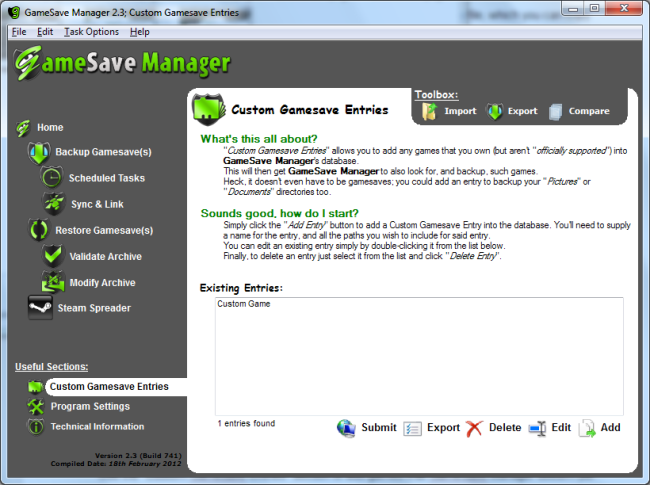 GameSave Manager 2.3; Custom Gamesave Entries
File Edit Task Options Help
GameSave Manager
Toolbox:
Custom Gamesave Entries
Import Export Compare
Home
Backup Gamesave(s)
Scheduled Tasks
Sync & Link
Restore Gamesave(s)
Validate Archive
Modify Archive
Steam Spreader
What's this all about?
"Custom Gamesave Entries" allows you to add any games that you own (but aren't "officially supported") into
GameSave Manager's database.
This will then get GameSave Manager to also look for, and backup, such games.
Heck, it doesn't even have to be gamesaves; you could add an entry to backup your "Pictures" or
"Documents" directories too.
Sounds good, how do I start?
Simply click the "Add Entry" button to add a Custom Gamesave Entry into the database. You'll need to supply
a name for the entry, and all the paths you wish to include for said entry.
You can edit an existing entry simply by double-clicking it from the list below.
Finally, to delete an entry just select it from the list and click "Delete Entry".
Existing Entries:
Custom Game
1 entries found
Submit Export Delete Edit Add
Useful Sections:
Custom Gamesave Entries
Program Settings
Technical Information
Version 2.3 (Build 741)
Compiled Date: 18th February 2012